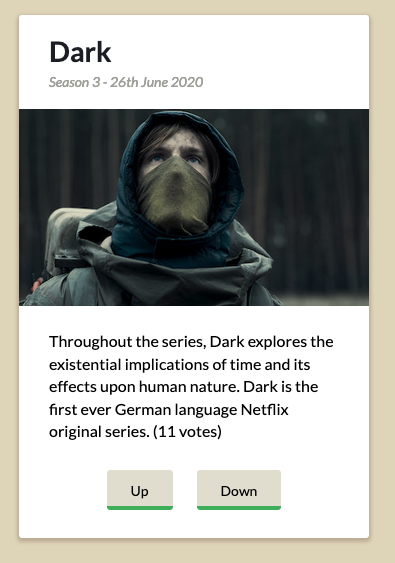 Dark
Season 3 - 26th June 2020
Throughout the series, Dark explores the
existential implications of time and its
effects upon human nature. Dark is the
first ever German language Netflix
original series. (11 votes)
Up
Down